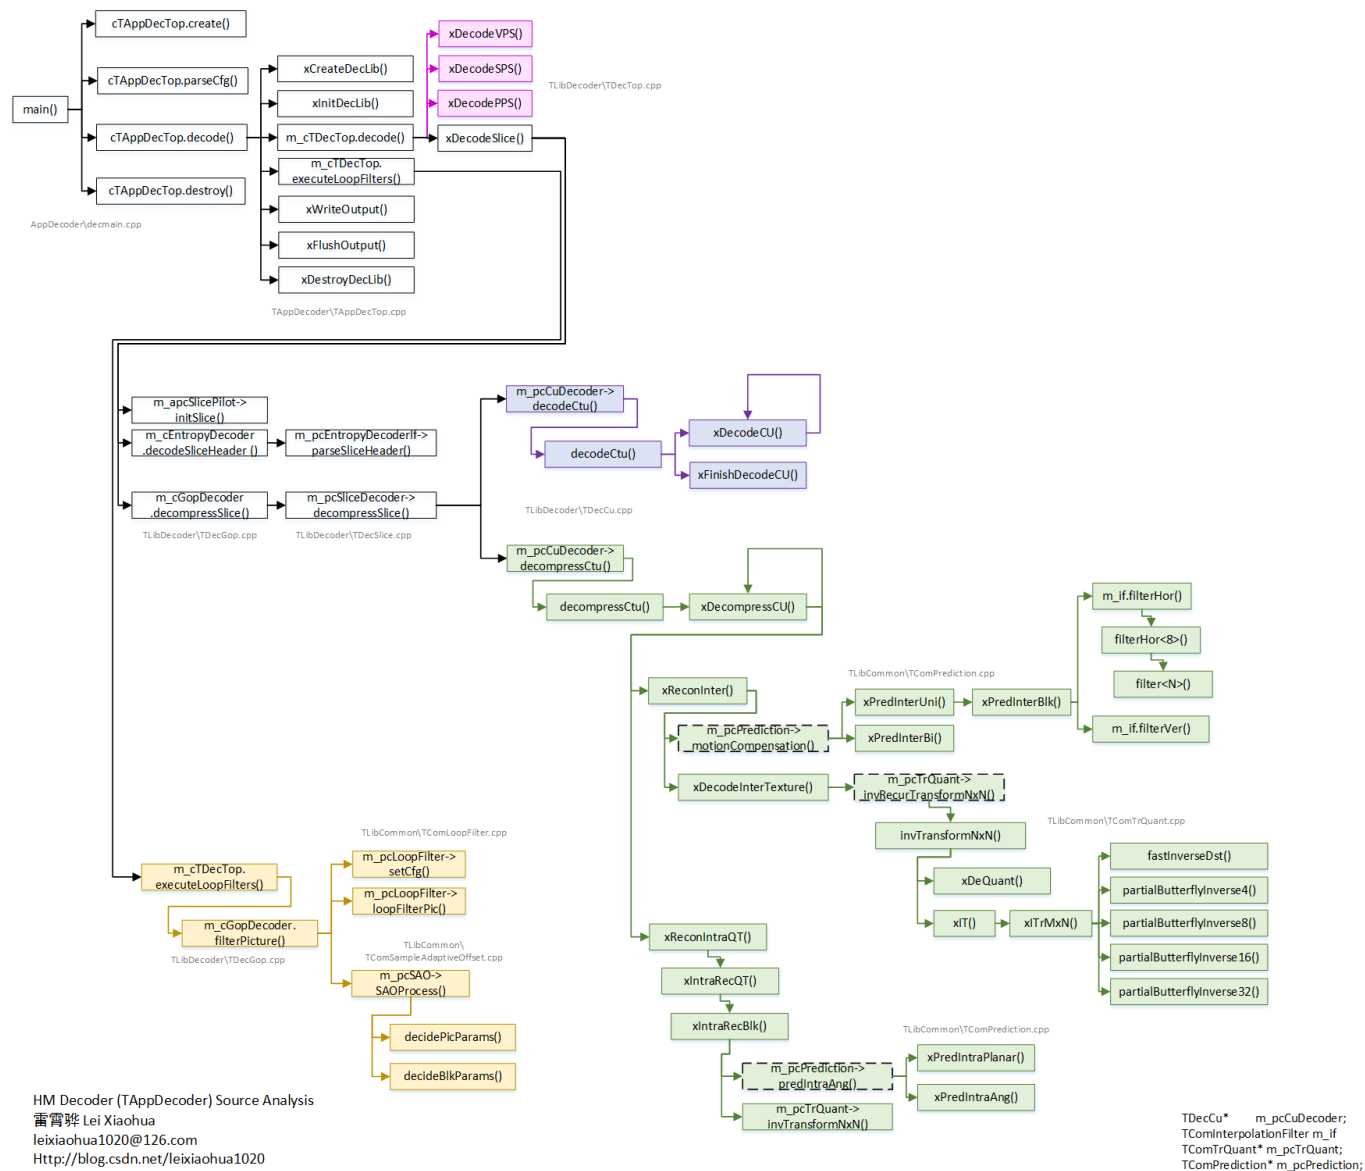 cTAppDecTop.create()
cTAppDecTop.parseCfg()
main()
cTAppDecTop.decode()
cTAppDecTop.destroy()
AppDecoder\decmain.cpp
xCreateDecLib()
xInitDecLib()
m_cTDecTop.decode()
m_cTDecTop.
executeLoopFilters()
xWriteOutput()
xFlushOutput()
xDestroyDecLib()
TAppDecoder\TAppDecTop.cpp
xDecodeVPS()
xDecodeSPS()
xDecodePPS()
xDecodeSlice()
TLibDecoder\TDecTop.cpp
m_apcSlicePilot->
initSlice()
m_cEntropyDecoder
.decodeSliceHeader ()
m_pcEntropyDecoderIf->
parseSliceHeader()
m_cGopDecoder
.decompressSlice()
m_pcSliceDecoder->
decompressSlice()
TLibDecoder\TDecGop.cpp
TLibDecoder\TDecSlice.cpp
m_pcCuDecoder->
decodeCtu()
decodeCtu()
xDecodeCU()
xFinishDecodeCU()
TLibDecoder\TDecCu.cpp
m_pcCuDecoder->
decompressCtu()
decompressCtu()
xDecompressCU()
xReconInter()
m_pcPrediction->
motionCompensation()
TLibCommon\TComPrediction.cpp
xPredInterUni()
xPredInterBi()
xPredInterBlk()
m_if.filterHor()
filterHor<8>()
filter<N>()
m_if.filterVer()
xDecodeInterTexture()
m_pcTrQuant->
invRecurTransformNxN()
invTransformNxN()
TLibCommon\TComTrQuant.cpp
xDeQuant()
xIT()
xITrMxN()
fastInverseDst()
partialButterflyInverse4()
partialButterflyInverse8()
partialButterflyInverse16()
partialButterflyInverse32()
TLibCommon\TComLoopFilter.cpp
m_cTDecTop.
executeLoopFilters()
m_cGopDecoder.
filterPicture()
TLibDecoder\TDecGop.cpp
m_pcLoopFilter->
setCfg()
m_pcLoopFilter->
loopFilterPic()
TLibCommon\
TComSampleAdaptiveOffset.cpp
m_pcSAO->
SAOProcess()
decidePicParams()
decideBlkParams()
xReconIntraQT()
xIntraRecQT()
xIntraRecBlk()
m_pcPrediction->
predIntraAng()
m_pcTrQuant->
invTransformNxN()
TLibCommon\TComPrediction.cpp
xPredIntraPlanar()
xPredIntraAng()
HM Decoder (TAppDecoder) Source Analysis
雷霄骅 Lei Xiaohua
leixiaohua1020@126.com
Http://blog.csdn.net/leixiaohua1020
TDecCu* m_pcCuDecoder;
TComInterpolationFilter m_if
TComTrQuant* m_pcTrQuant;
TComPrediction* m_pcPrediction;